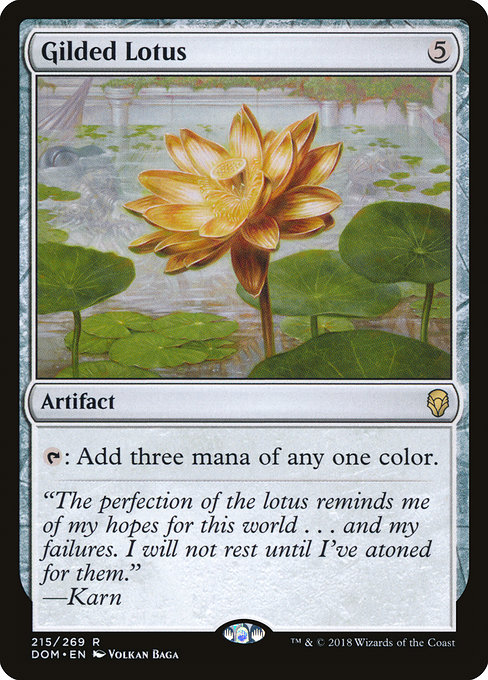 Gilded Lotus 5
Artifact
: Add three mana of any one color.
“The perfection of the lotus reminds me
of my hopes for this world . . . and my
failures. I will not rest until I’ve atoned
for them.”
—Karn
215/269 R
DOM • EN Volkan Baga
™ & © 2018 Wizards of the Coast